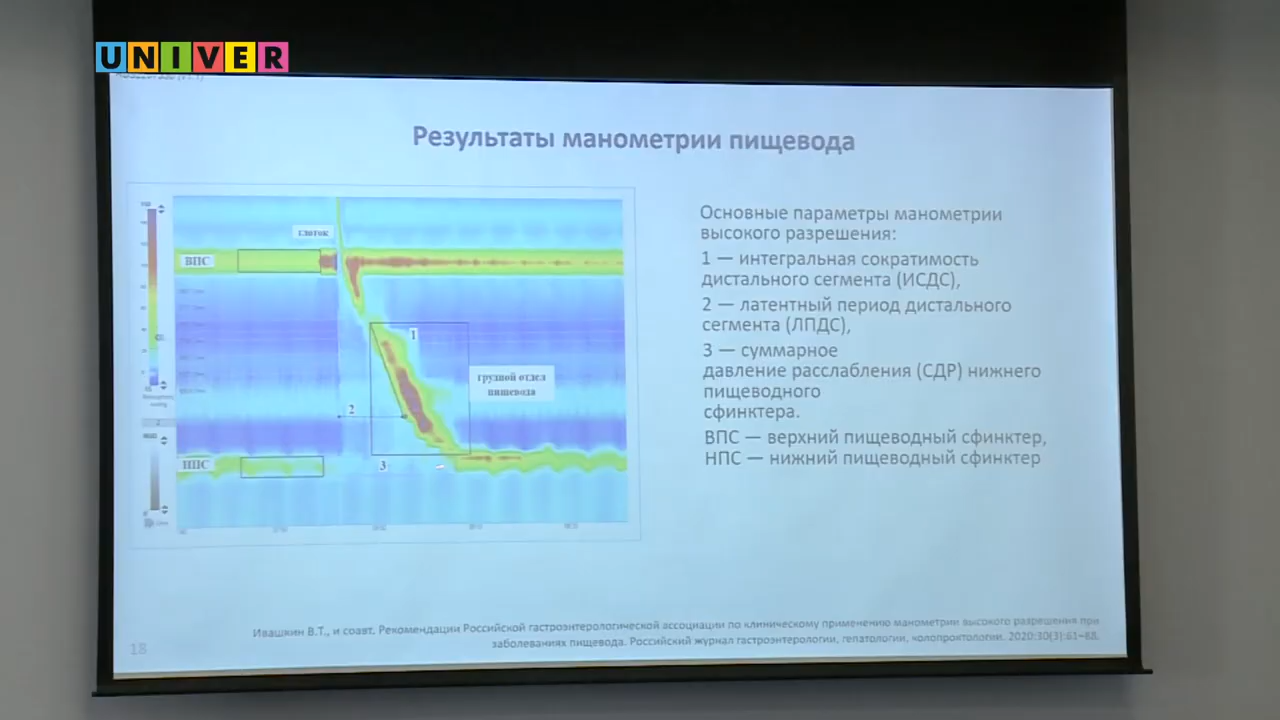 UNIVER
Результаты манометрии пищевода
глоток
ВПС
1
грудной отдел
пищевода
2
НПС
3
Основные параметры манометрии
высокого разрешения:
1 — интегральная сократимость
дистального сегмента (ИСДС),
2 — латентный период дистального
сегмента (ЛПДС),
3 — суммарное
давление расслабления (СДР) нижнего
пищеводного
сфинктера.
ВПС — верхний пищеводный сфинктер,
НПС — нижний пищеводный сфинктер
Ивашкин В.Т., и соавт. Рекомендации Российской гастроэнтерологической ассоциации по клиническому применению манометрии высокого разрешения при
заболеваниях пищевода. Российский журнал гастроэнтерологии, гепатологии, колопроктологии. 2020:30(3):61–88.
18